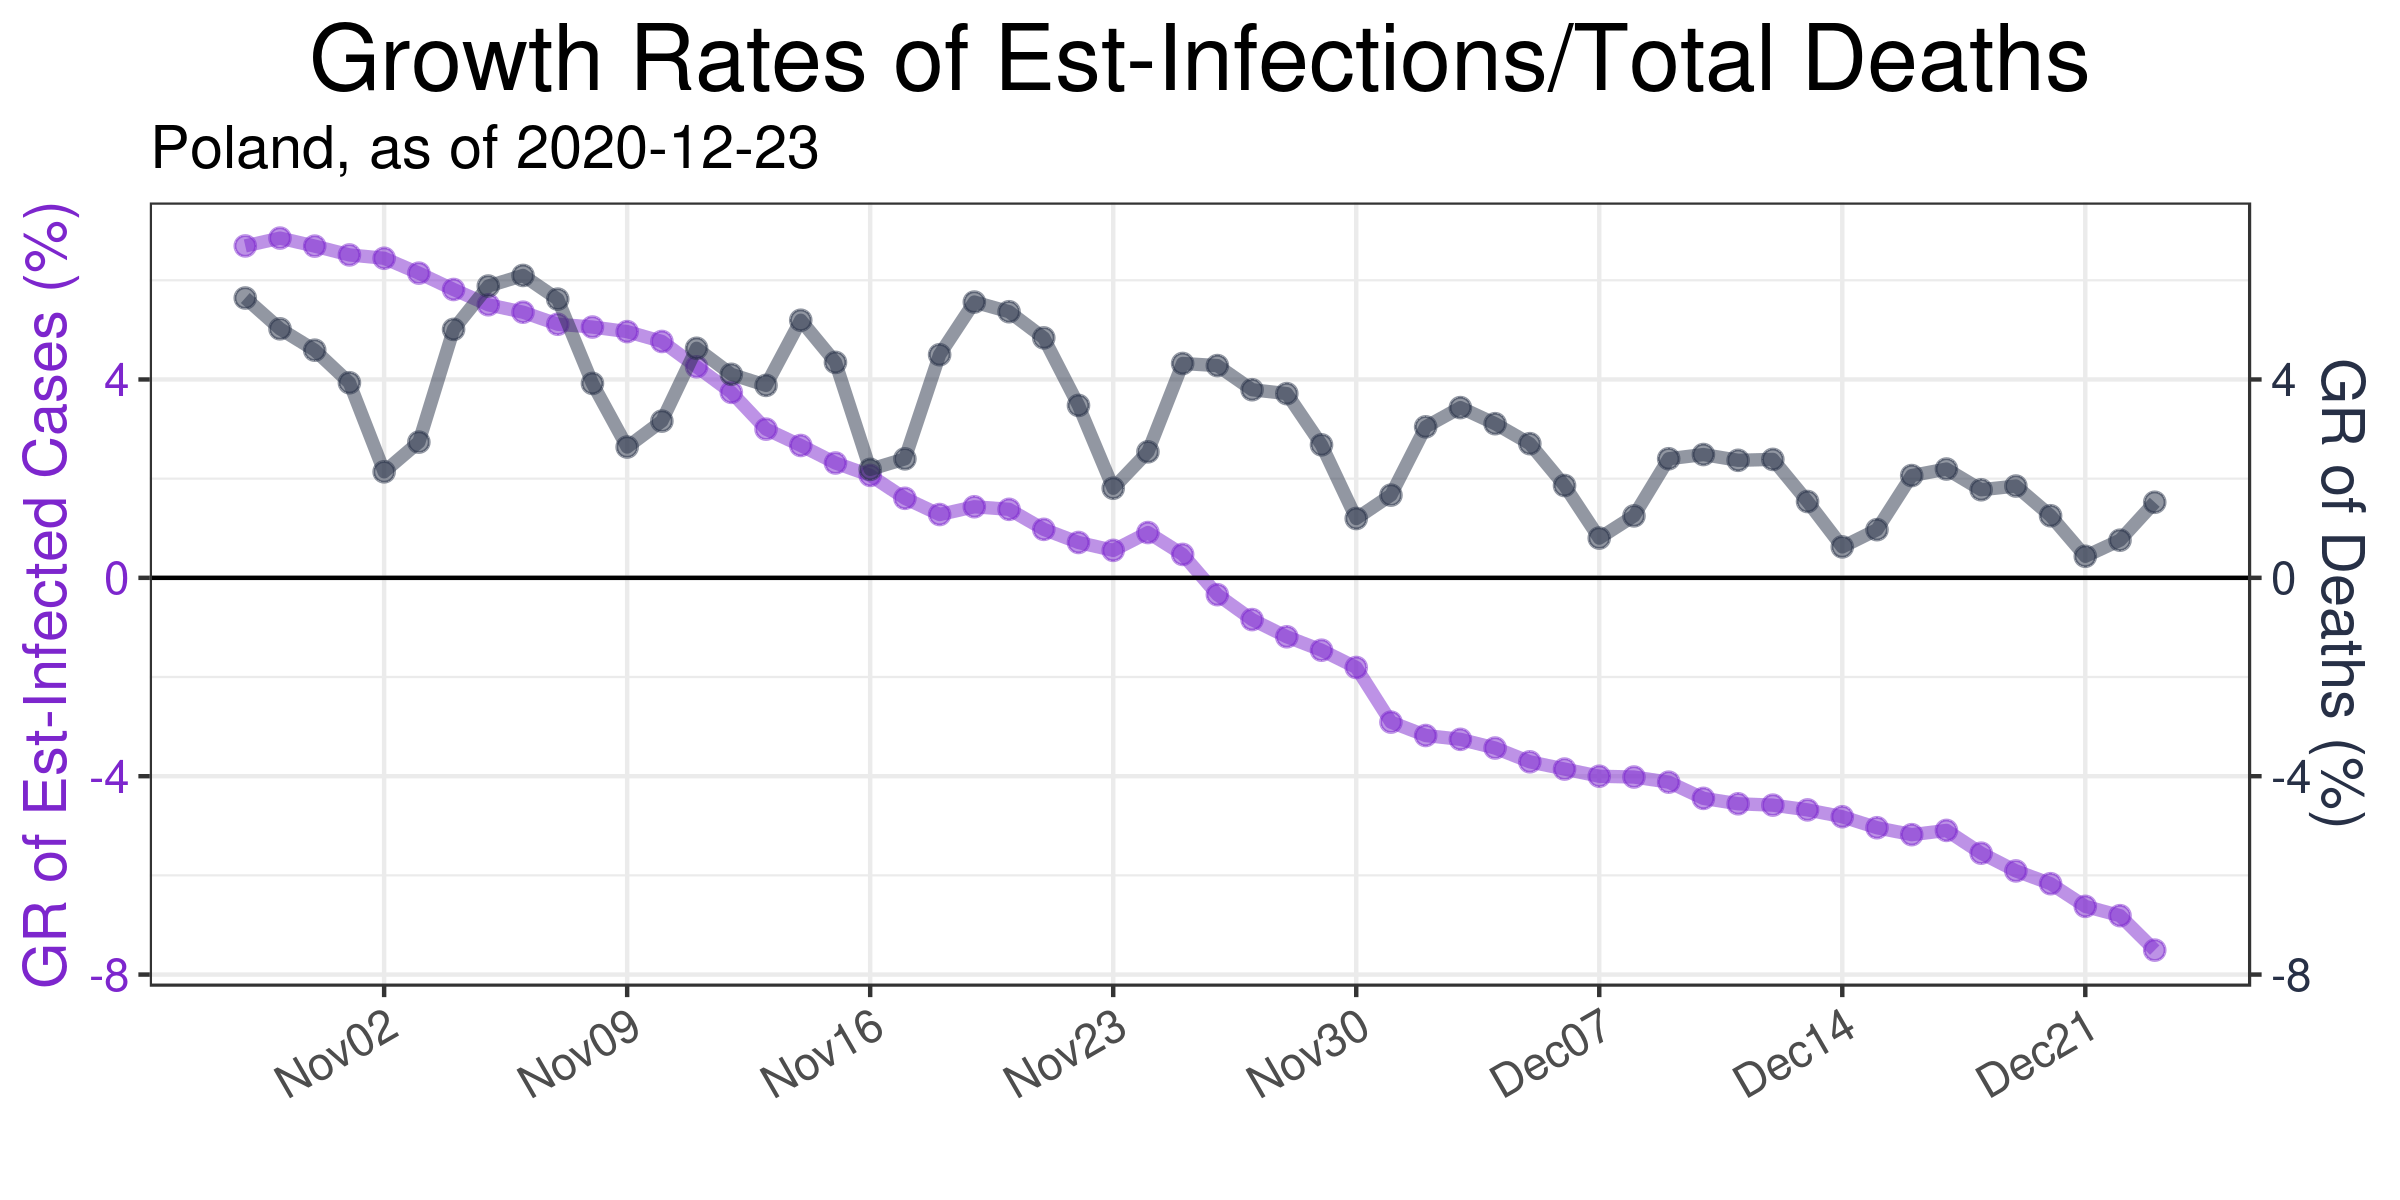 Growth Rates of Est-Infections/Total Deaths
Poland, as of 2020-12-23
GR of Est-Infected Cases (%)
4
0
-4
-8
4
0
-4
-8
GR of Deaths (%)
Nov02
Nov09
Nov16
Nov23
Nov30
Dec07
Dec14
Dec21